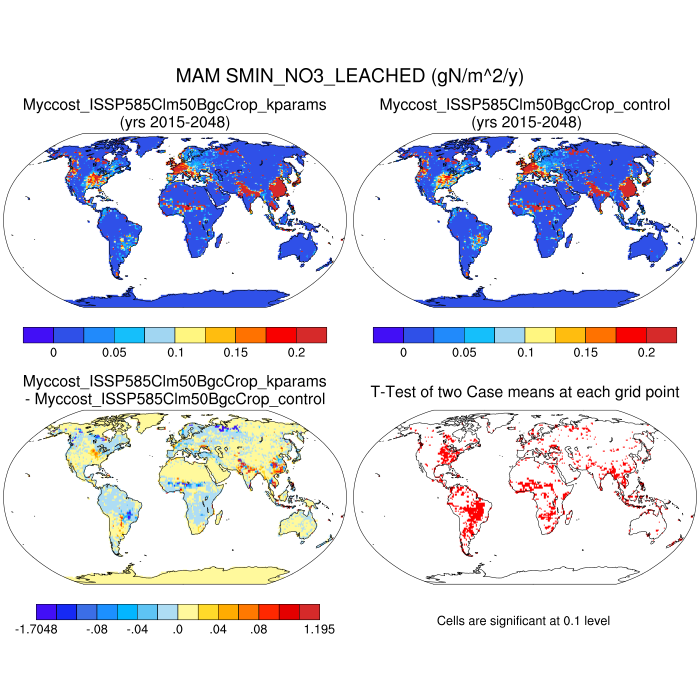 MAM SMIN_NO3_LEACHED (gN/m^2/y)
Myccost_ISSP585Clm50BgcCrop_kparams
(yrs 2015-2048)
Myccost_ISSP585Clm50BgcCrop_control
(yrs 2015-2048)
0 0.05 0.1 0.15 0.2
0 0.05 0.1 0.15 0.2
Myccost_ISSP585Clm50BgcCrop_kparams
- Myccost_ISSP585Clm50BgcCrop_control
T-Test of two Case means at each grid point
-1.7048 -.08 -.04 .0 .04 .08 1.195
Cells are significant at 0.1 level